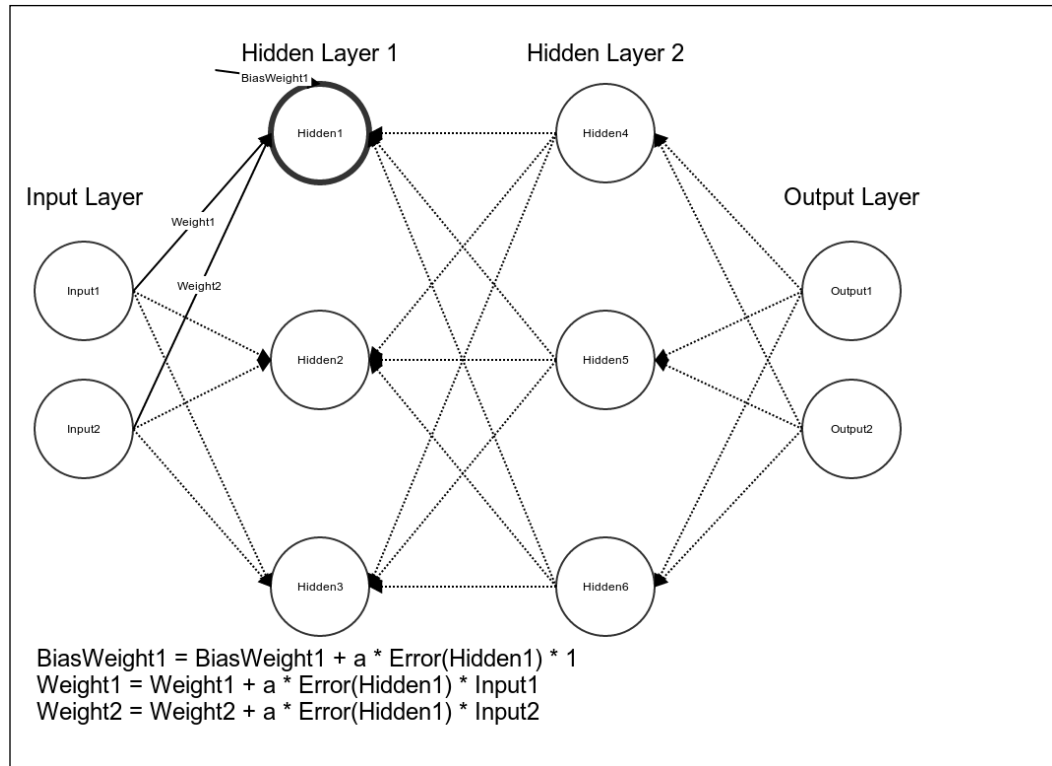 Hidden Layer 1
Hidden Layer 2
BiasWeight1
Hidden1
Hidden4
Input Layer
Output Layer
Weight1
Weight2
Input1
Output1
Hidden2
Hidden5
Input2
Output2
Hidden3
Hidden6
BiasWeight1 = BiasWeight1 + a * Error(Hidden1) * 1
Weight1 = Weight1 + a * Error(Hidden1) * Input1
Weight2 = Weight2 + a * Error(Hidden1) * Input2